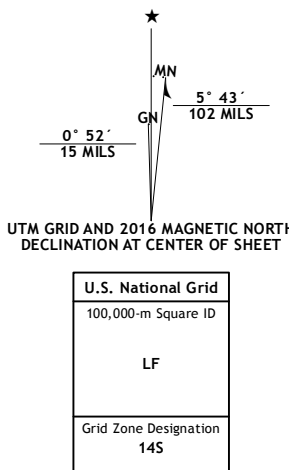 ★
MN
GN
5° 43´
102 MILS
0° 52´
15 MILS
UTM GRID AND 2016 MAGNETIC NORTH
DECLINATION AT CENTER OF SHEET
U.S. National Grid
100,000-m Square ID
LF
Grid Zone Designation
14S